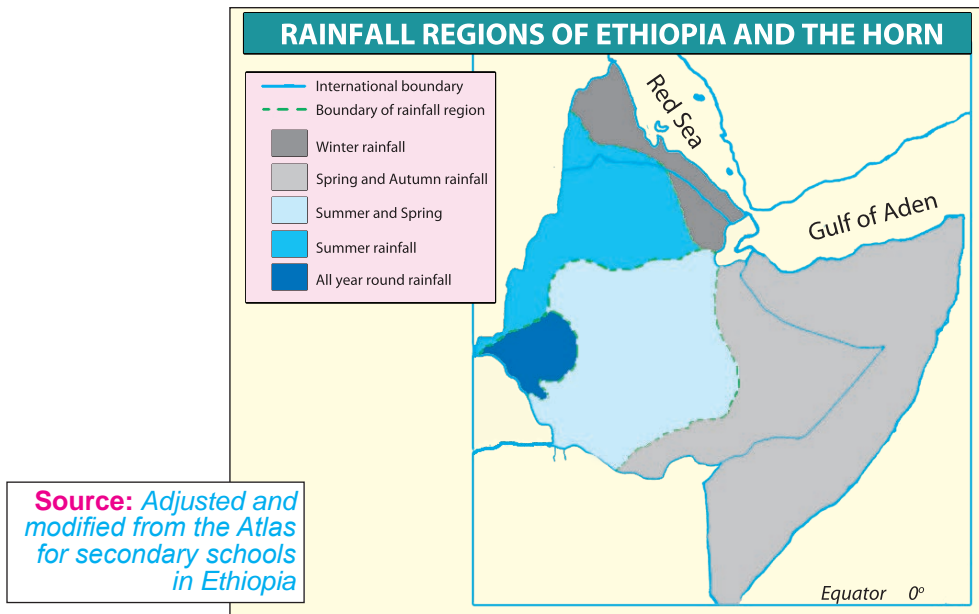 RAINFALL REGIONS OF ETHIOPIA AND THE HORN
International boundary
Boundary of rainfall region
Winter rainfall
Spring and Autumn rainfall
Summer and Spring
Summer rainfall
All year round rainfall
Red Sea
Gulf of Aden
Equator 0°
Source: Adjusted and
modified from the Atlas
for secondary schools
in Ethiopia